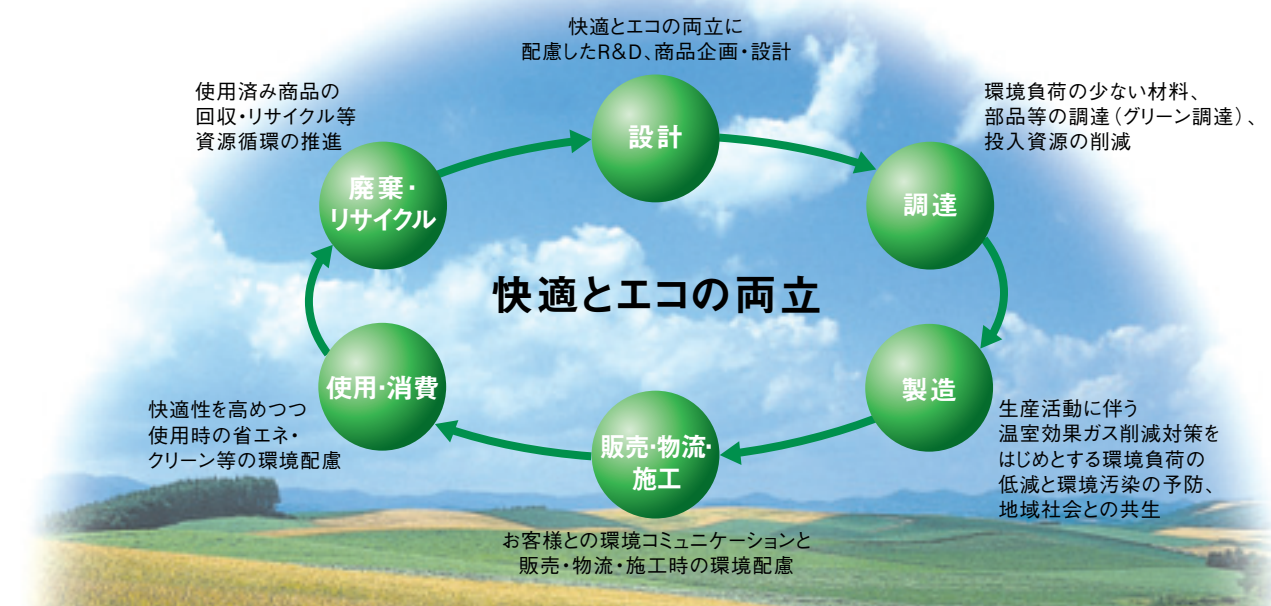 快適とエコの両立に
配慮したR&D、商品企画・設計
設計
環境負荷の少ない材料、
部品等の調達（グリーン調達）、
投入資源の削減
調達
製造
生産活動に伴う
温室効果ガス削減対策を
はじめとする環境負荷の
低減と環境汚染の予防、
地域社会との共生
販売・物流・
施工
お客様との環境コミュニケーションと
販売・物流・施工時の環境配慮
使用・消費
快適性を高めつつ
使用時の省エネ・
クリーン等の環境配慮
廃棄・
リサイクル
使用済み商品の
回収・リサイクル等
資源循環の推進
快適とエコの両立